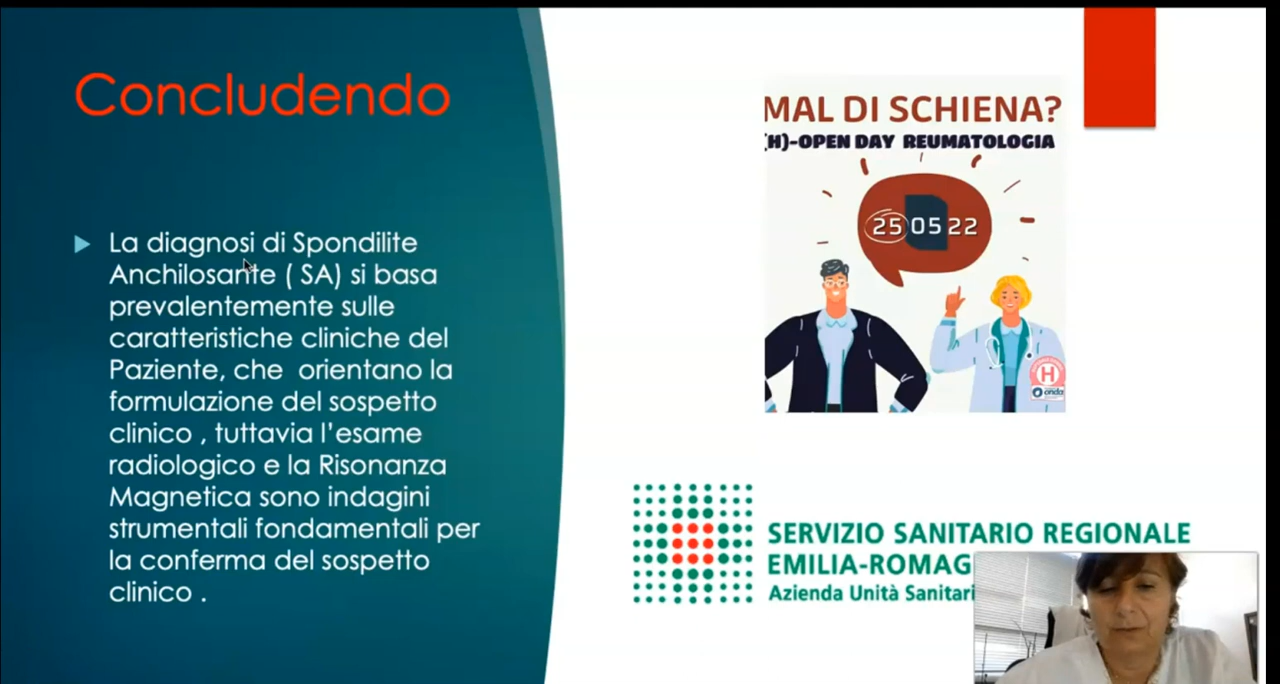 Concludendo
La diagnosi di Spondilite
Anchilosante ( SA) si basa
prevalentemente sulle
caratteristiche cliniche del
Paziente, che orientano la
formulazione del sospetto
clinico , tuttavia l'esame
radiologico e la Risonanza
Magnetica sono indagini
strumentali fondamentali per
la conferma del sospetto
clinico .
MAL DI SCHIENA?
(H)-OPEN DAY REUMATOLOGIA
25 05 22
H
onda
SERVIZIO SANITARIO REGIONALE
EMILIA-ROMAG
Azienda Unità Sanitari